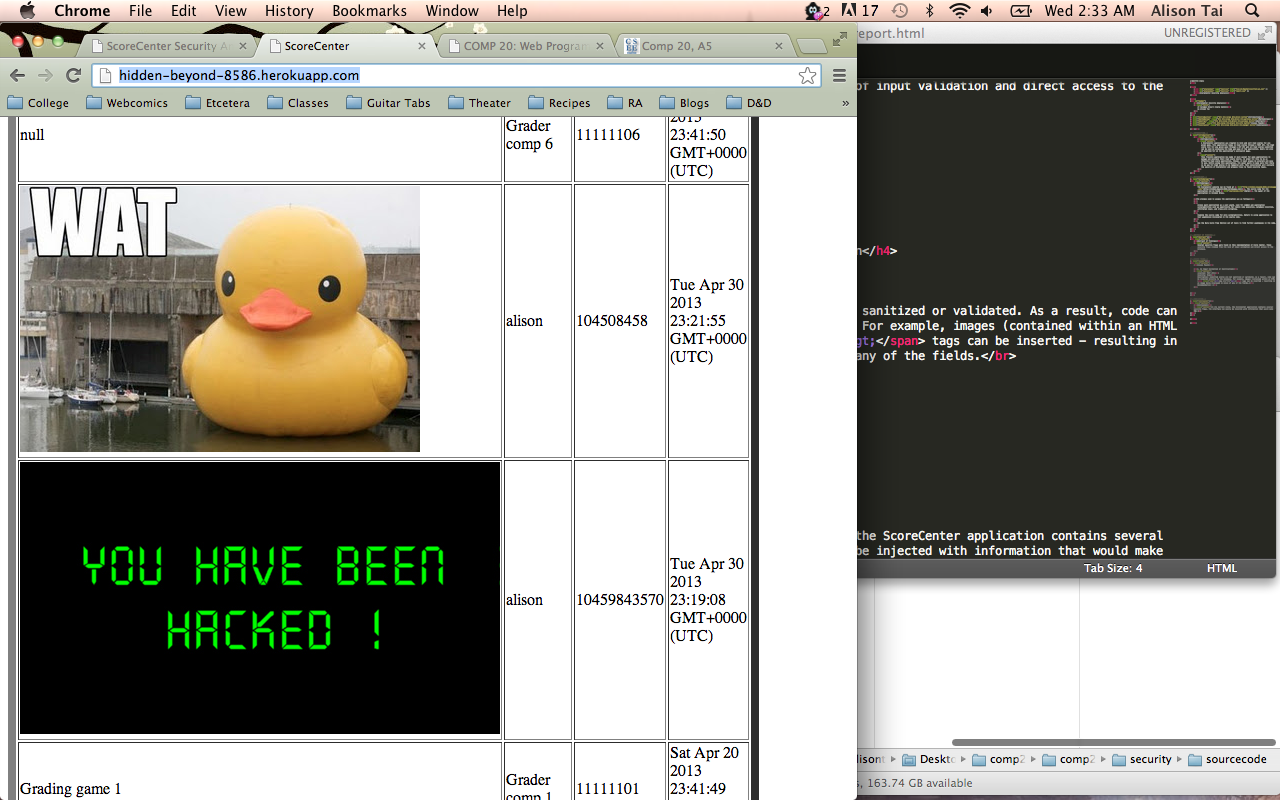 Chrome File Edit View History Bookmarks Window Help 2 17 Wed 2:33 AM Alison Tai
ScoreCenter Security A
ScoreCenter
COMP 20: Web Program
Comp 20, A5
eport.html
UNREGISTERED
hidden-beyond-8586.herokuapp.com
College Webcomics Etcetera Classes Guitar Tabs Theater Recipes RA Blogs D&D »
null
Grader
comp 6
11111106
2013
23:41:50
GMT+0000
(UTC)
WAT
alison
104508458
Tue Apr 30
2013
23:21:55
GMT+0000
(UTC)
YOU HAVE BEEN
HACKED !
alison
10459843570
Tue Apr 30
2013
23:19:08
GMT+0000
(UTC)
Grading game 1
Grader
comp 1
11111101
Sat Apr 20
2013
23:41:49
of input validation and direct access to the
n</h4>
sanitized or validated. As a result, code can
For example, images (contained within an HTML
gt;</span> tags can be inserted - resulting in
any of the fields.</br>
the ScoreCenter application contains several
be injected with information that would make
Tab Size: 4 HTML
lisont Deskto comp2 comp2 security sourcecode
s, 163.74 GB available